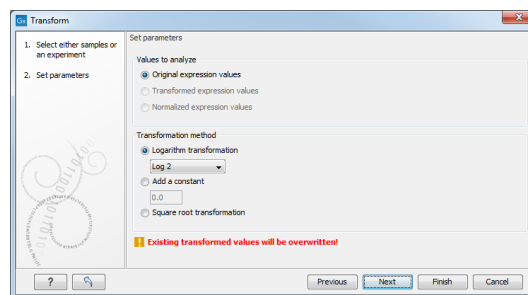 Gx Transform
1. Select either samples or
an experiment
2. Set parameters
Set parameters
Values to analyze
Original expression values
Transformed expression values
Normalized expression values
Transformation method
Logarithm transformation
Log 2
Add a constant
0.0
Square root transformation
Existing transformed values will be overwritten!
?
Previous
Next
Finish
Cancel